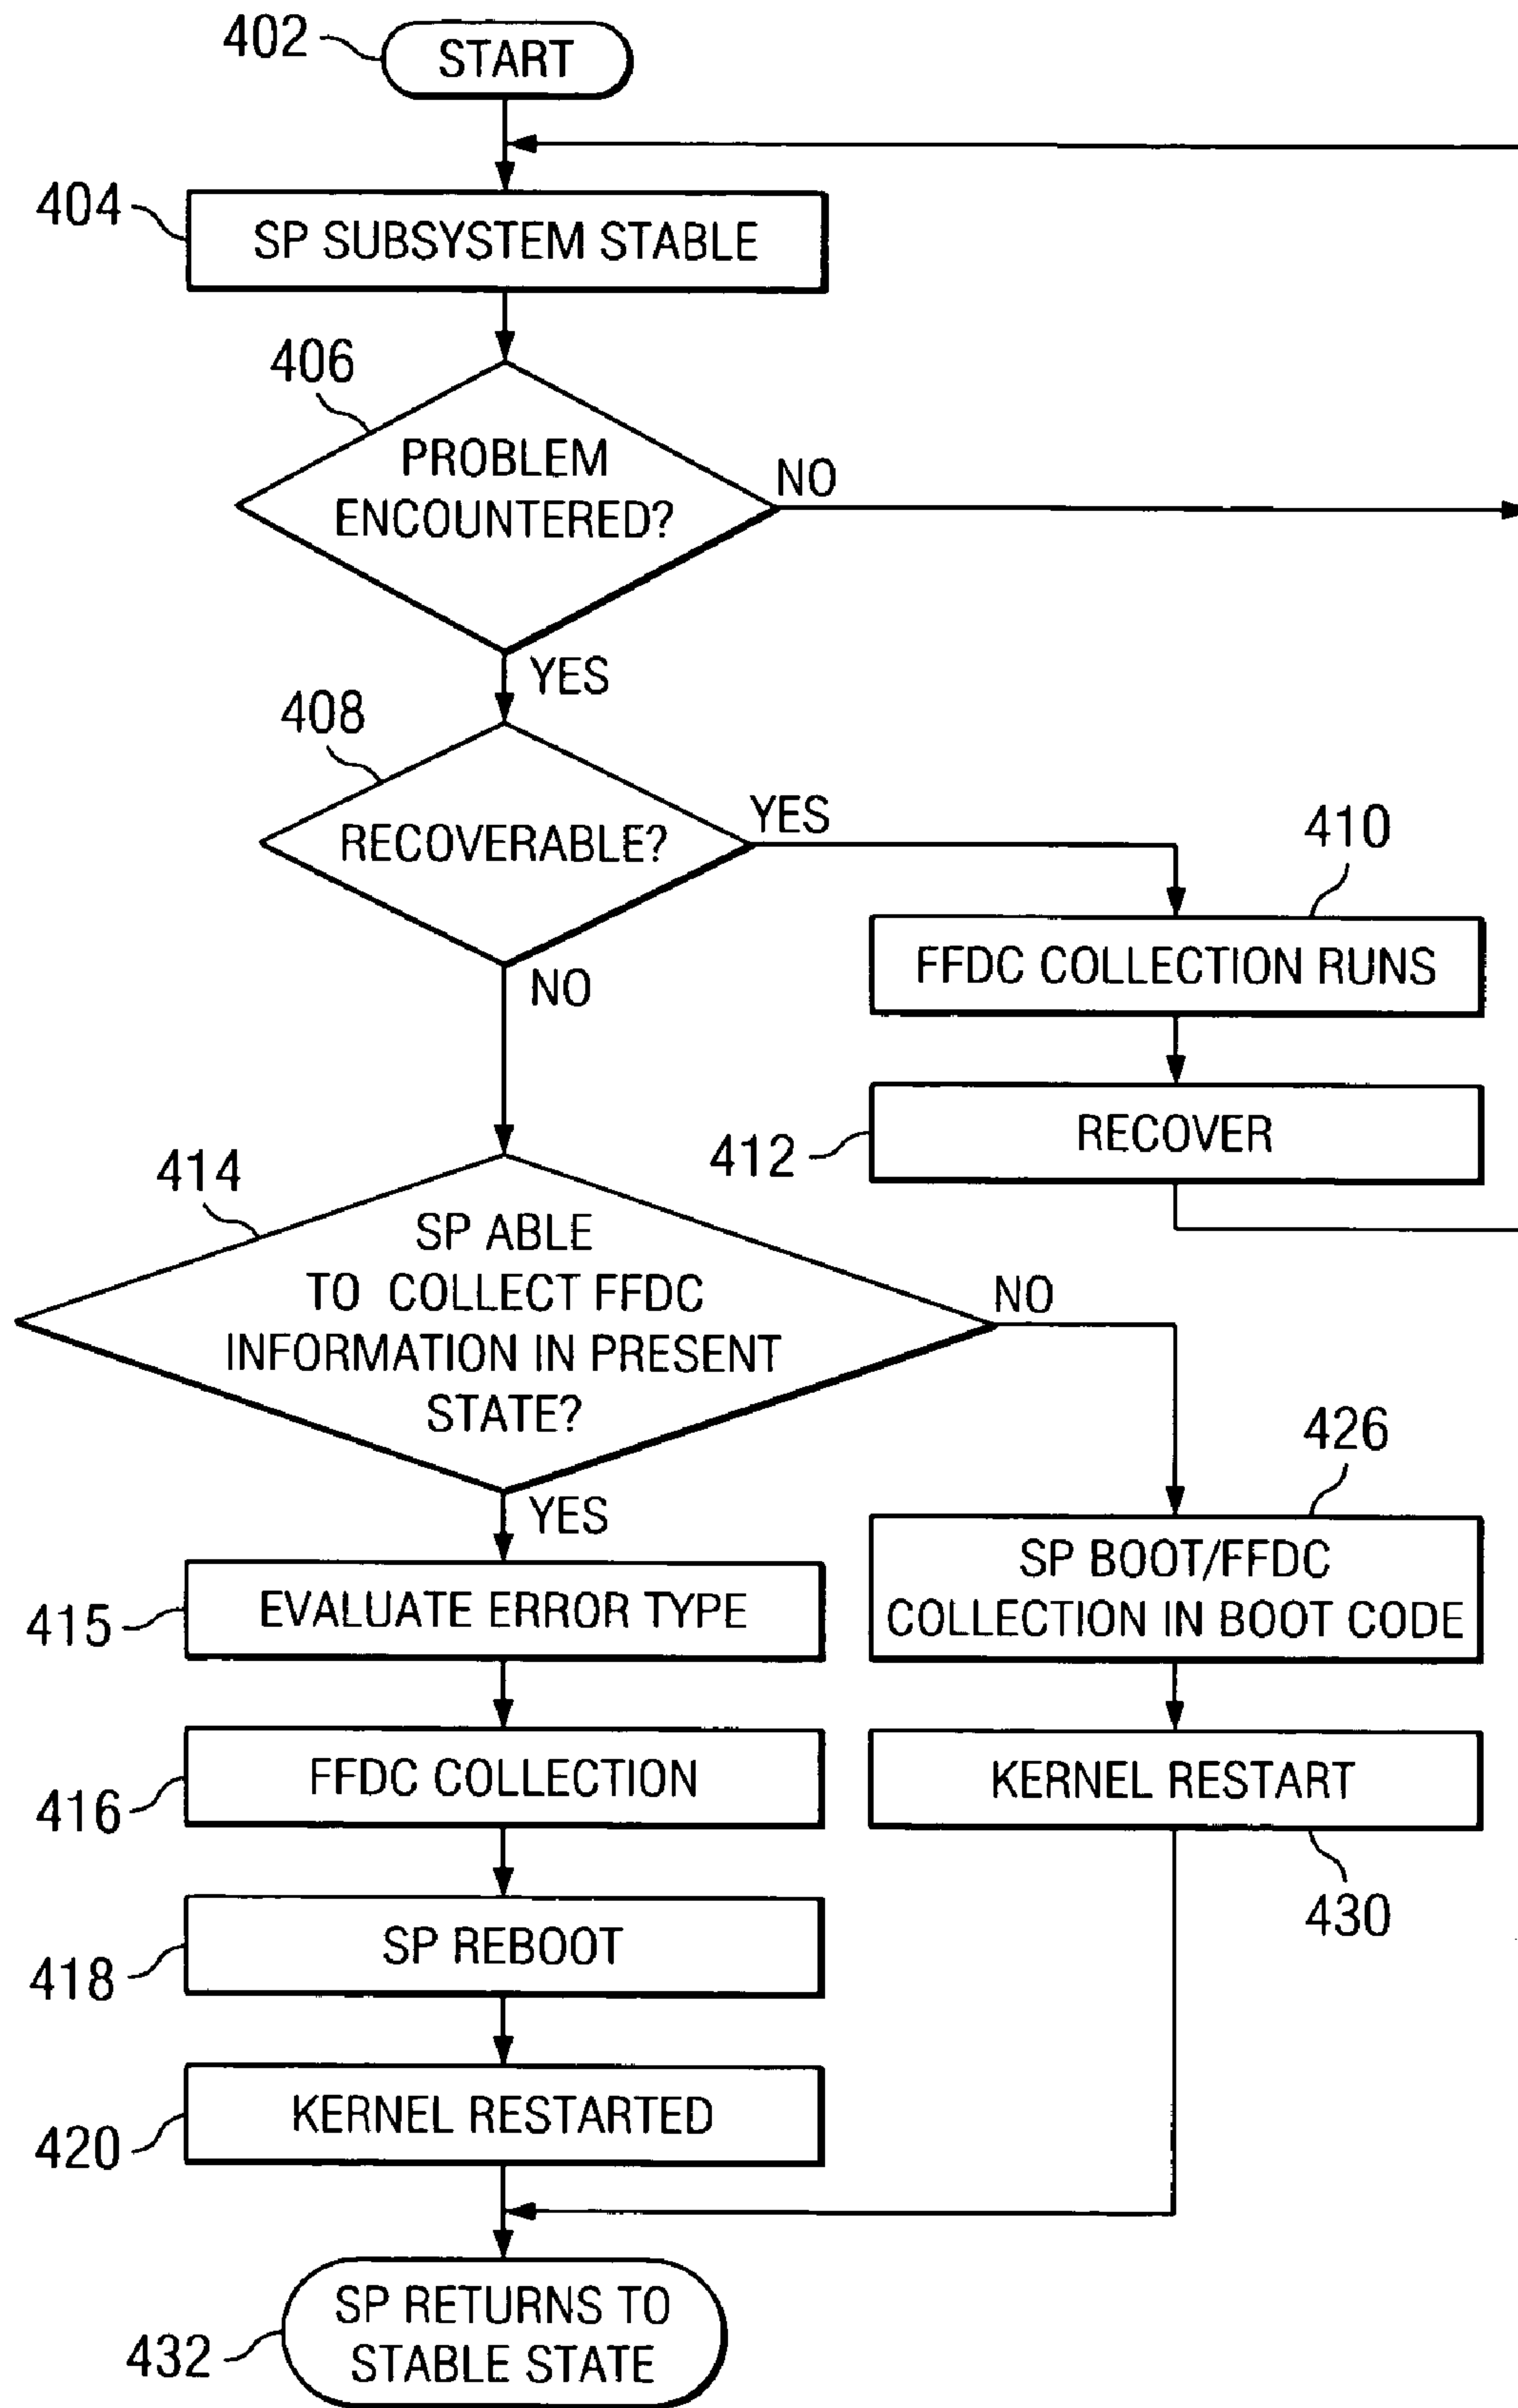 402
START
404
SP SUBSYSTEM STABLE
406
PROBLEM
ENCOUNTERED?
NO
YES
408
RECOVERABLE?
YES
NO
410
FFDC COLLECTION RUNS
412
RECOVER
414
SP ABLE
TO COLLECT FFDC
INFORMATION IN PRESENT
STATE?
NO
YES
426
SP BOOT/FFDC
COLLECTION IN BOOT CODE
415
EVALUATE ERROR TYPE
416
FFDC COLLECTION
KERNEL RESTART
430
418
SP REBOOT
420
KERNEL RESTARTED
432
SP RETURNS TO
STABLE STATE